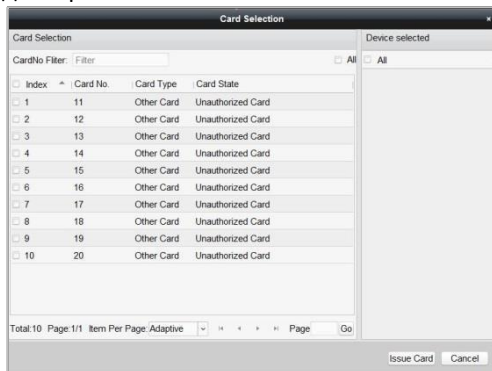 Card Selection ×
Card Selection
Device selected
CardNo Fliter: Filter All
All
Index Card No. Card Type Card State
1 11 Other Card Unauthorized Card
2 12 Other Card Unauthorized Card
3 13 Other Card Unauthorized Card
4 14 Other Card Unauthorized Card
5 15 Other Card Unauthorized Card
6 16 Other Card Unauthorized Card
7 17 Other Card Unauthorized Card
8 18 Other Card Unauthorized Card
9 19 Other Card Unauthorized Card
10 20 Other Card Unauthorized Card
Total:10 Page:1/1 Item Per Page: Adaptive Page Go
Issue Card Cancel